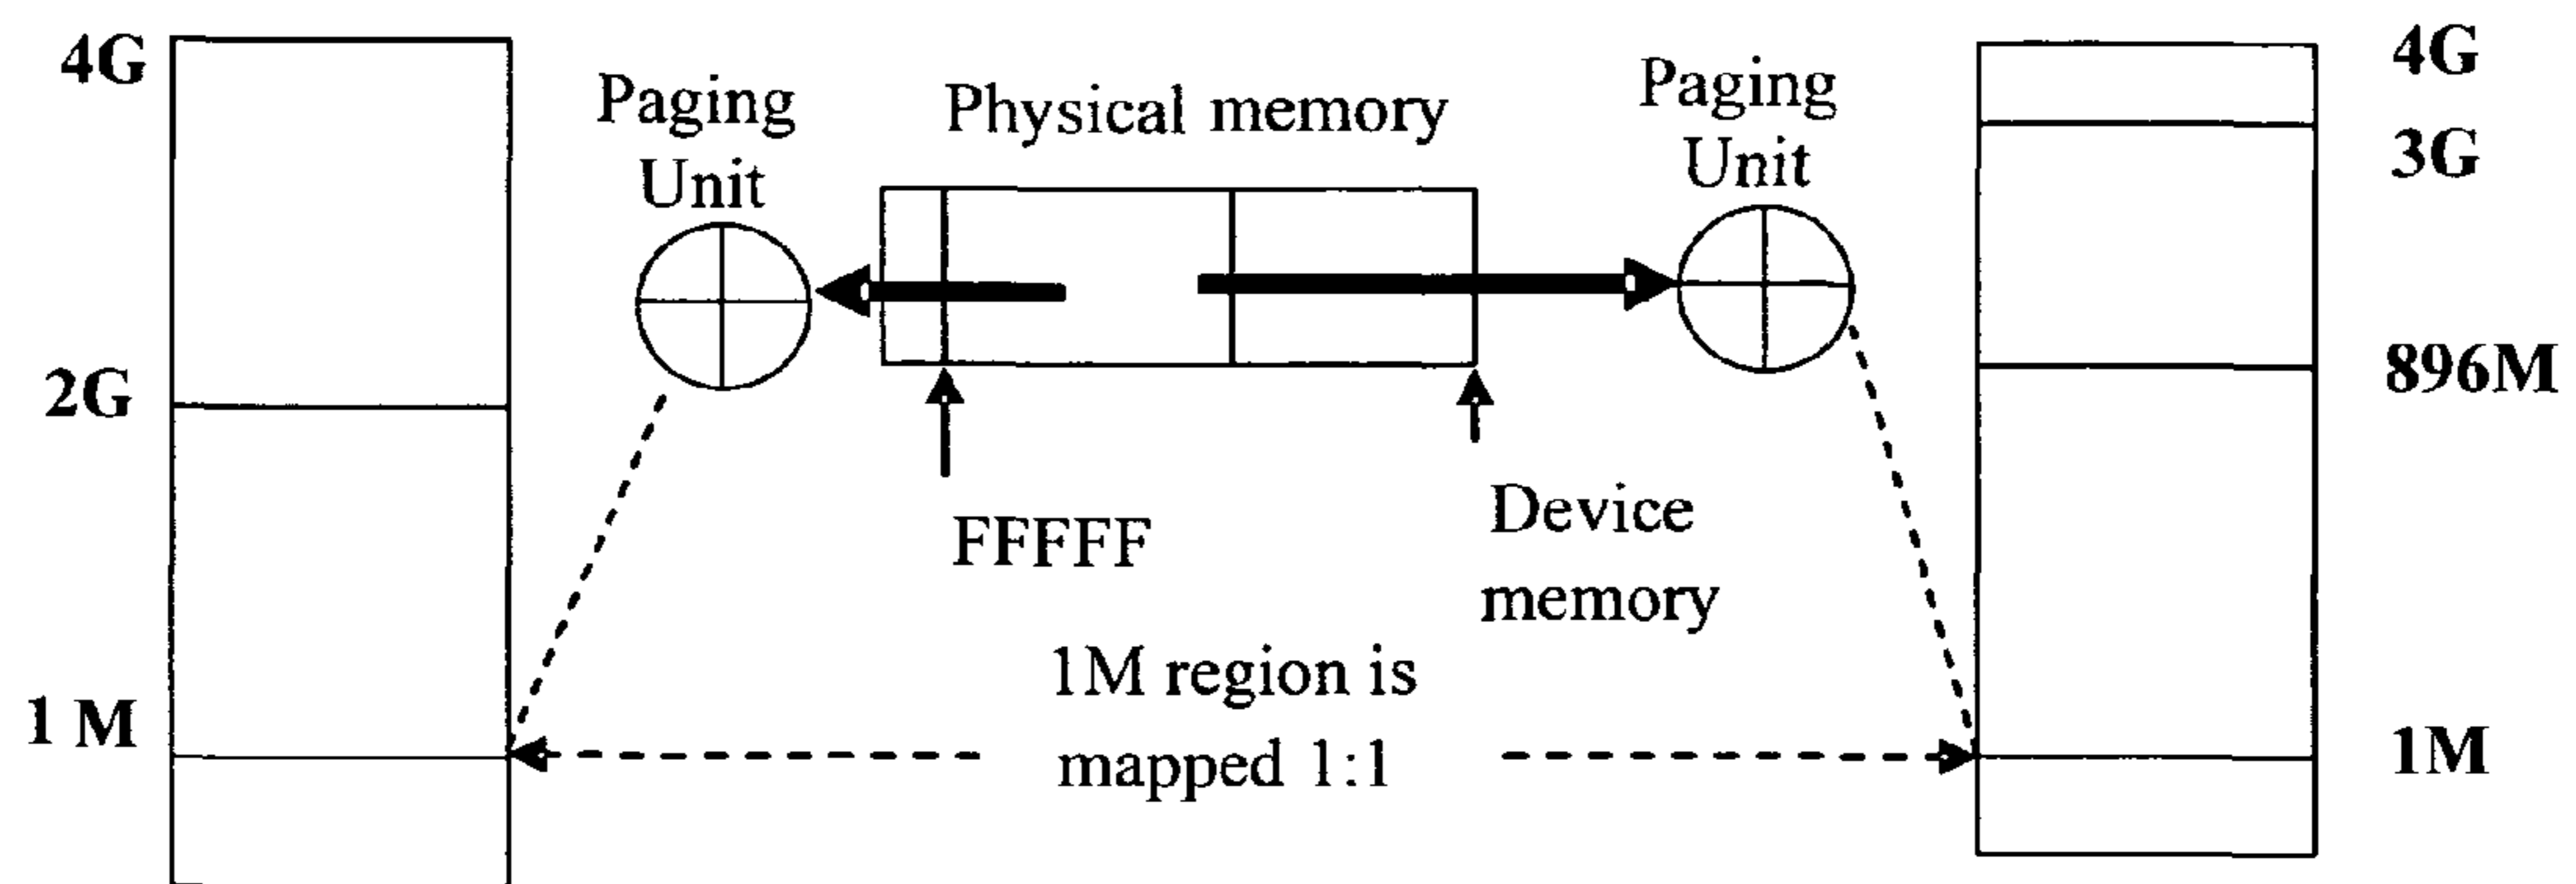 4G
2G
1 M
Paging
Unit
Physical memory
FFFFF
Device
memory
1M region is
mapped 1:1
Paging
Unit
4G
3G
896M
1M